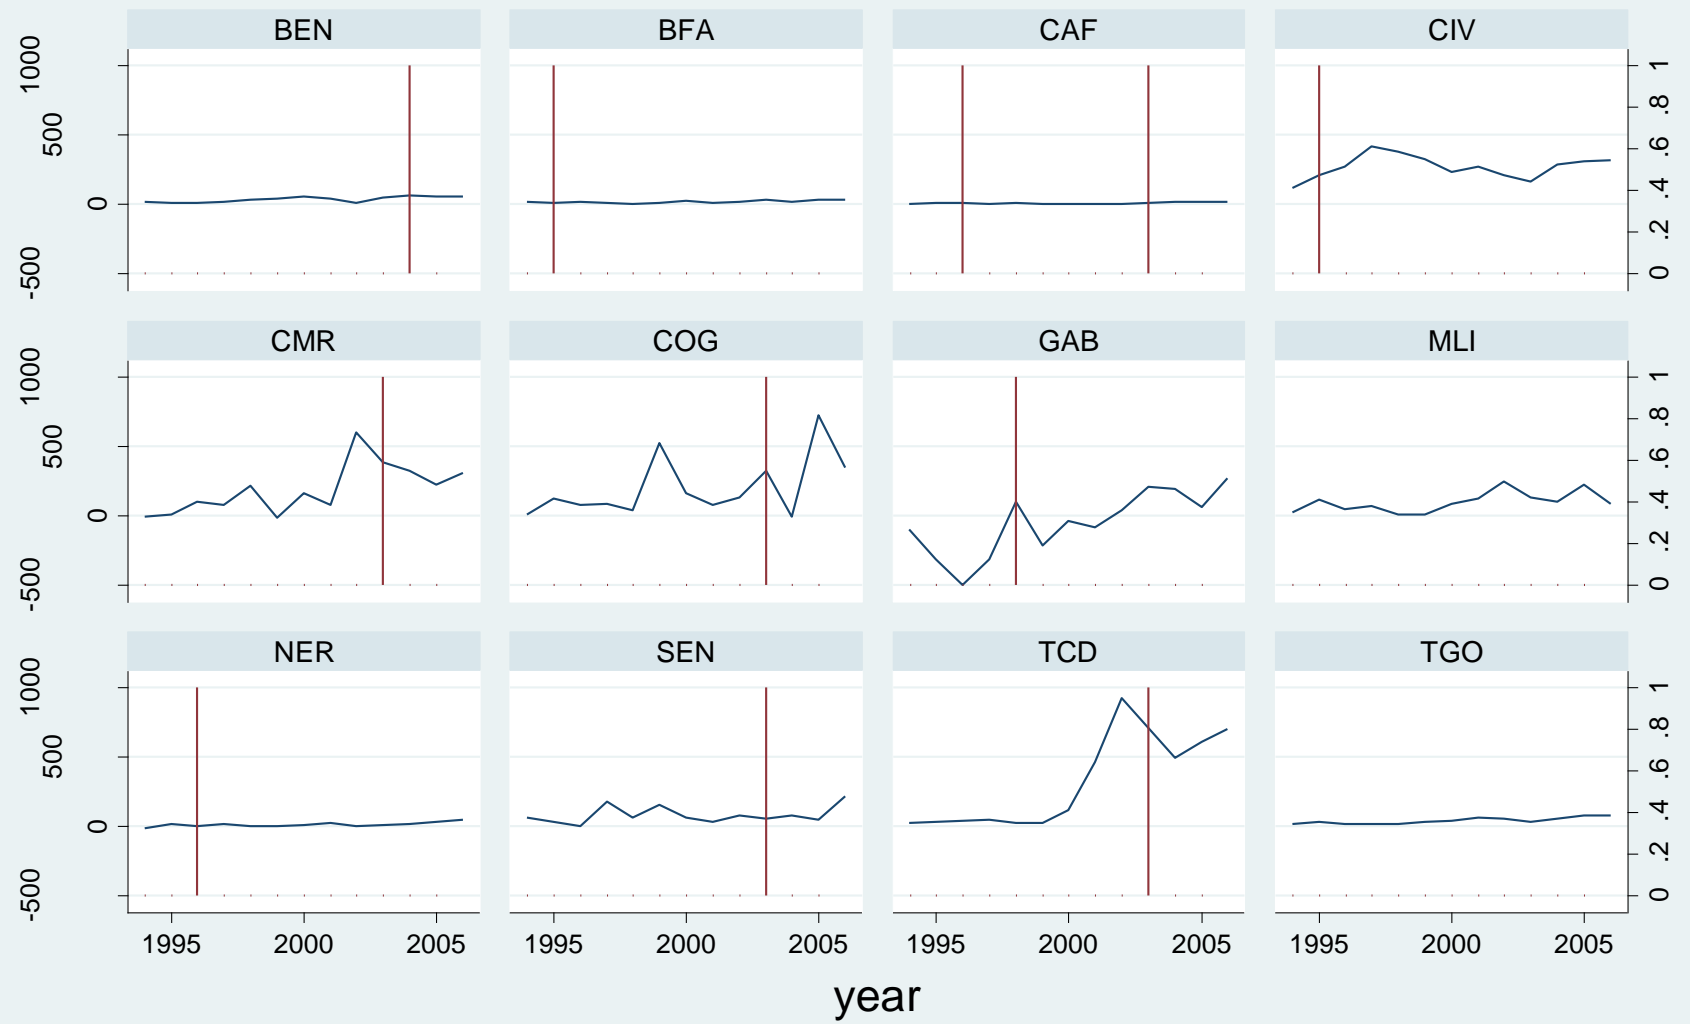 BEN BFA CAF CIV
-500 0 500 1000
0 .2 .4 .6 .8 1
CMR COG GAB MLI
-500 0 500 1000
0 .2 .4 .6 .8 1
NER SEN TCD TGO
-500 0 500 1000
0 .2 .4 .6 .8 1
1995 2000 2005 1995 2000 2005 1995 2000 2005 1995 2000 2005
year